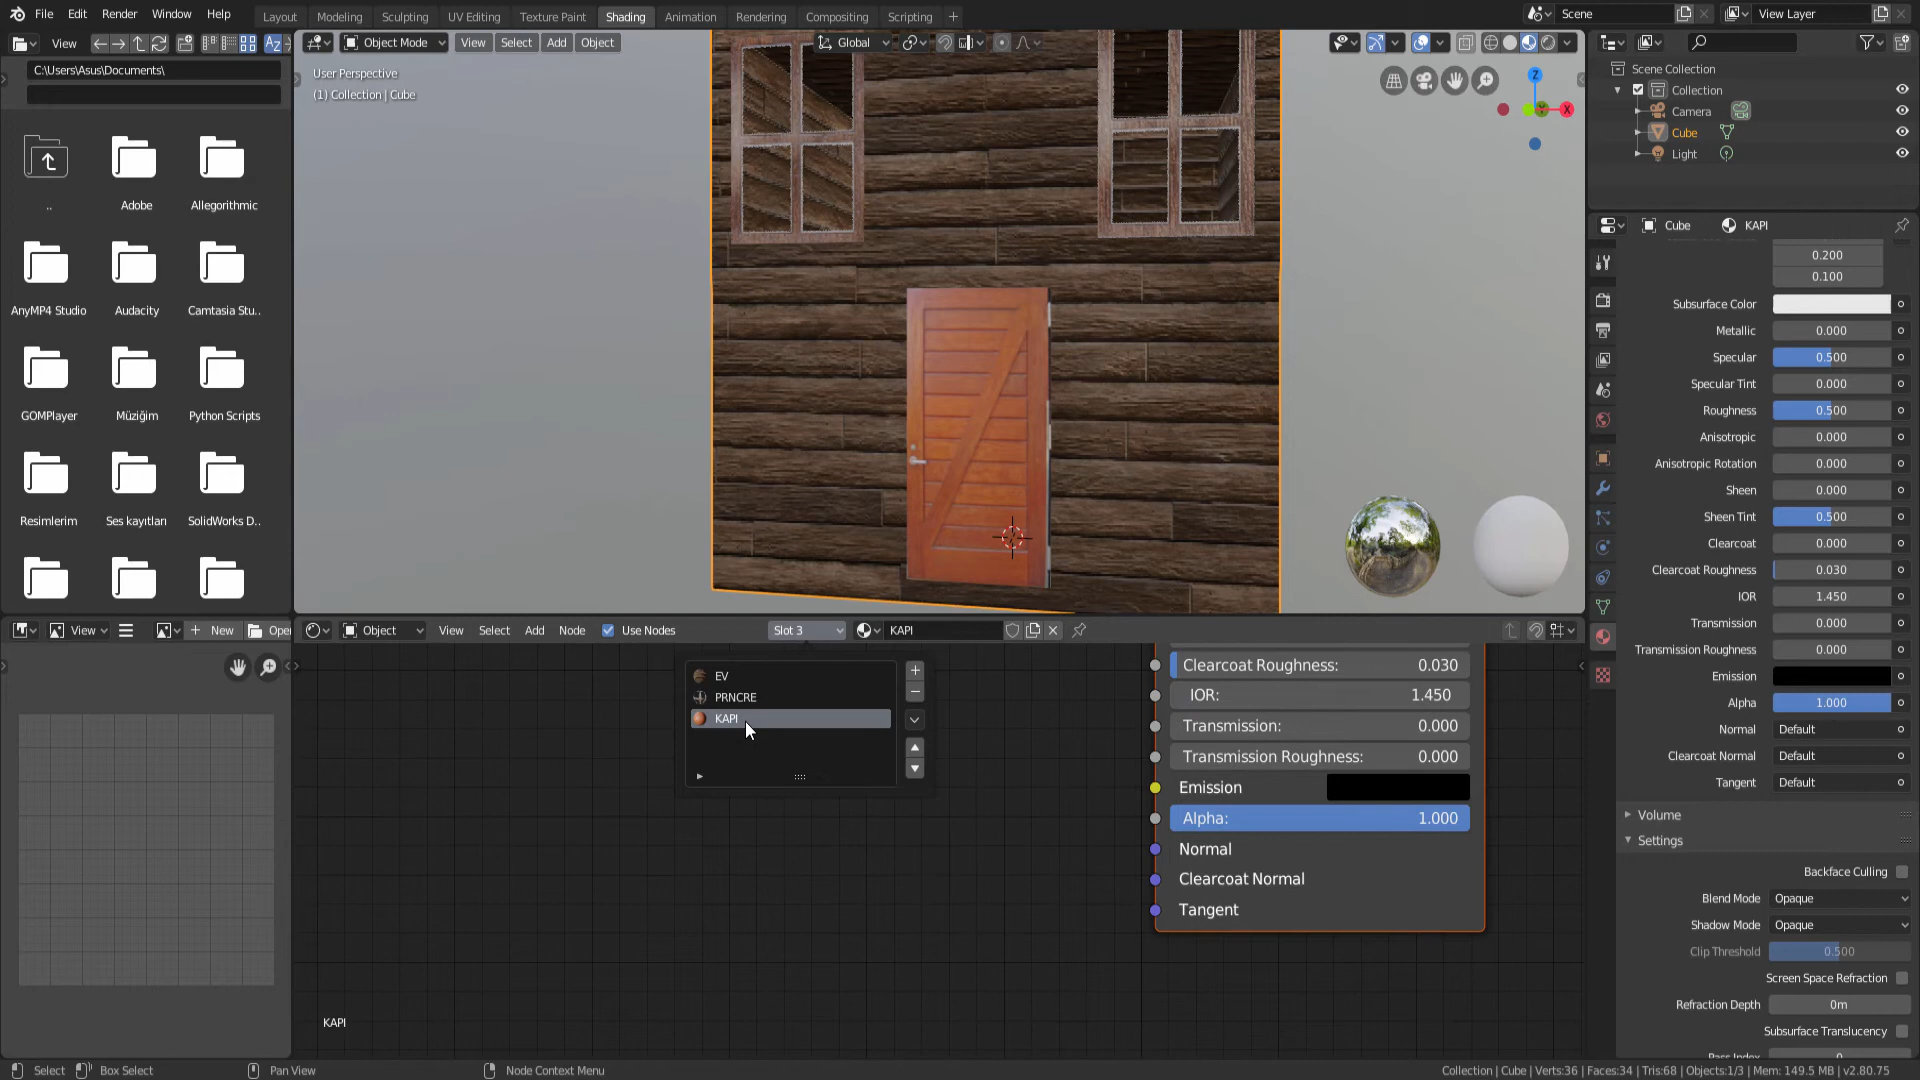 File Edit Render Window Help Layout Modeling Sculpting UV Editing Texture Paint Shading Animation Rendering Compositing Scripting + Scene View Layer
View
Object Mode View Select Add Object Global
C:\Users\Asus\Documents\
User Perspective
(1) Collection | Cube
Z
X
Scene Collection
Collection
Camera
Cube
Light
.. Adobe Allegorithmic
AnyMP4 Studio Audacity Camtasia Stu..
GOMPlayer Müziğim Python Scripts
Resimlerim Ses kayıtları SolidWorks D..
Cube KAPI
0.200
0.100
Subsurface Color
Metallic 0.000
Specular 0.500
Specular Tint 0.000
Roughness 0.500
Anisotropic 0.000
Anisotropic Rotation 0.000
Sheen 0.000
Sheen Tint 0.500
Clearcoat 0.000
Clearcoat Roughness 0.030
IOR 1.450
Transmission 0.000
Transmission Roughness 0.000
Emission
Alpha 1.000
Normal Default
Clearcoat Normal Default
Tangent Default
Volume
Settings
Backface Culling
Blend Mode Opaque
Shadow Mode Opaque
Clip Threshold 0.500
Screen Space Refraction
Refraction Depth 0m
Subsurface Translucency
View + New
Object View Select Add Node Use Nodes Slot 3 KAPI
EV
PRNCRE
KAPI
Clearcoat Roughness: 0.030
IOR: 1.450
Transmission: 0.000
Transmission Roughness: 0.000
Emission
Alpha: 1.000
Normal
Clearcoat Normal
Tangent
KAPI
Select Box Select Pan View Node Context Menu Collection | Cube | Verts:36 | Faces:34 | Tris:68 | Objects:1/3 | Mem: 149.5 MB | v2.80.75